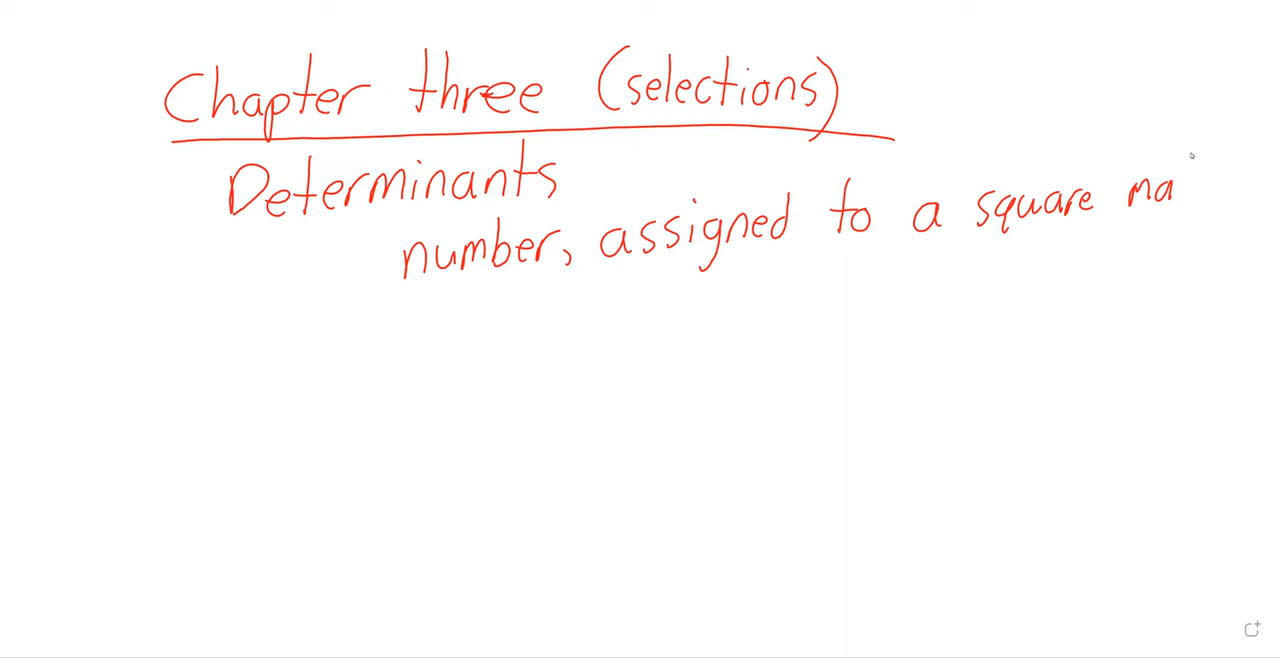 Chapter three (selections)
Determinants
number, assigned to a square ma